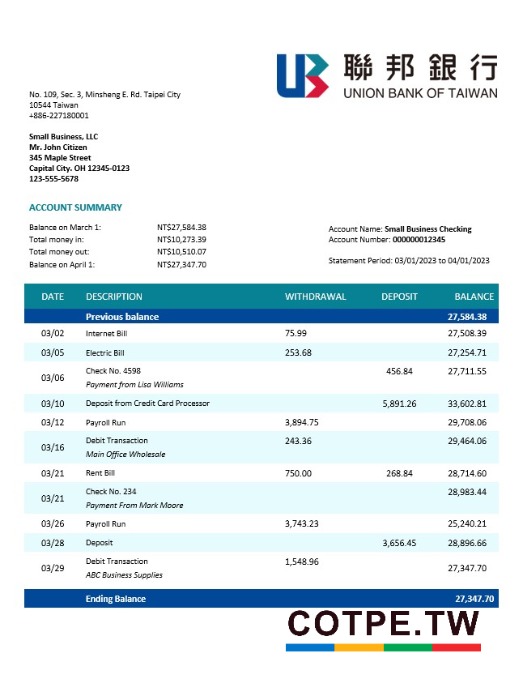 聯邦銀行
UNION BANK OF TAIWAN
No. 109, Sec. 3, Minsheng E. Rd. Taipei City
10544 Taiwan
+886-227180001
Small Business, LLC
Mr. John Citizen
345 Maple Street
Capital City. OH 12345-0123
123-555-5678
ACCOUNT SUMMARY
Balance on March 1: NT$27,584.38
Total money in: NT$10,273.39
Total money out: NT$10,510.07
Balance on April 1: NT$27,347.70
Account Name: Small Business Checking
Account Number: 000000012345
Statement Period: 03/01/2023 to 04/01/2023
DATE DESCRIPTION WITHDRAWAL DEPOSIT BALANCE
Previous balance 27,584.38
03/02 Internet Bill 75.99 27,508.39
03/05 Electric Bill 253.68 27,254.71
03/06 Check No. 4598 456.84 27,711.55
Payment from Lisa Williams
03/10 Deposit from Credit Card Processor 5,891.26 33,602.81
03/12 Payroll Run 3,894.75 29,708.06
03/16 Debit Transaction 243.36 29,464.06
Main Office Wholesale
03/21 Rent Bill 750.00 268.84 28,714.60
03/21 Check No. 234 28,983.44
Payment From Mark Moore
03/26 Payroll Run 3,743.23 25,240.21
03/28 Deposit 3,656.45 28,896.66
03/29 Debit Transaction 1,548.96 27,347.70
ABC Business Supplies
Ending Balance 27,347.70
COTPE.TW